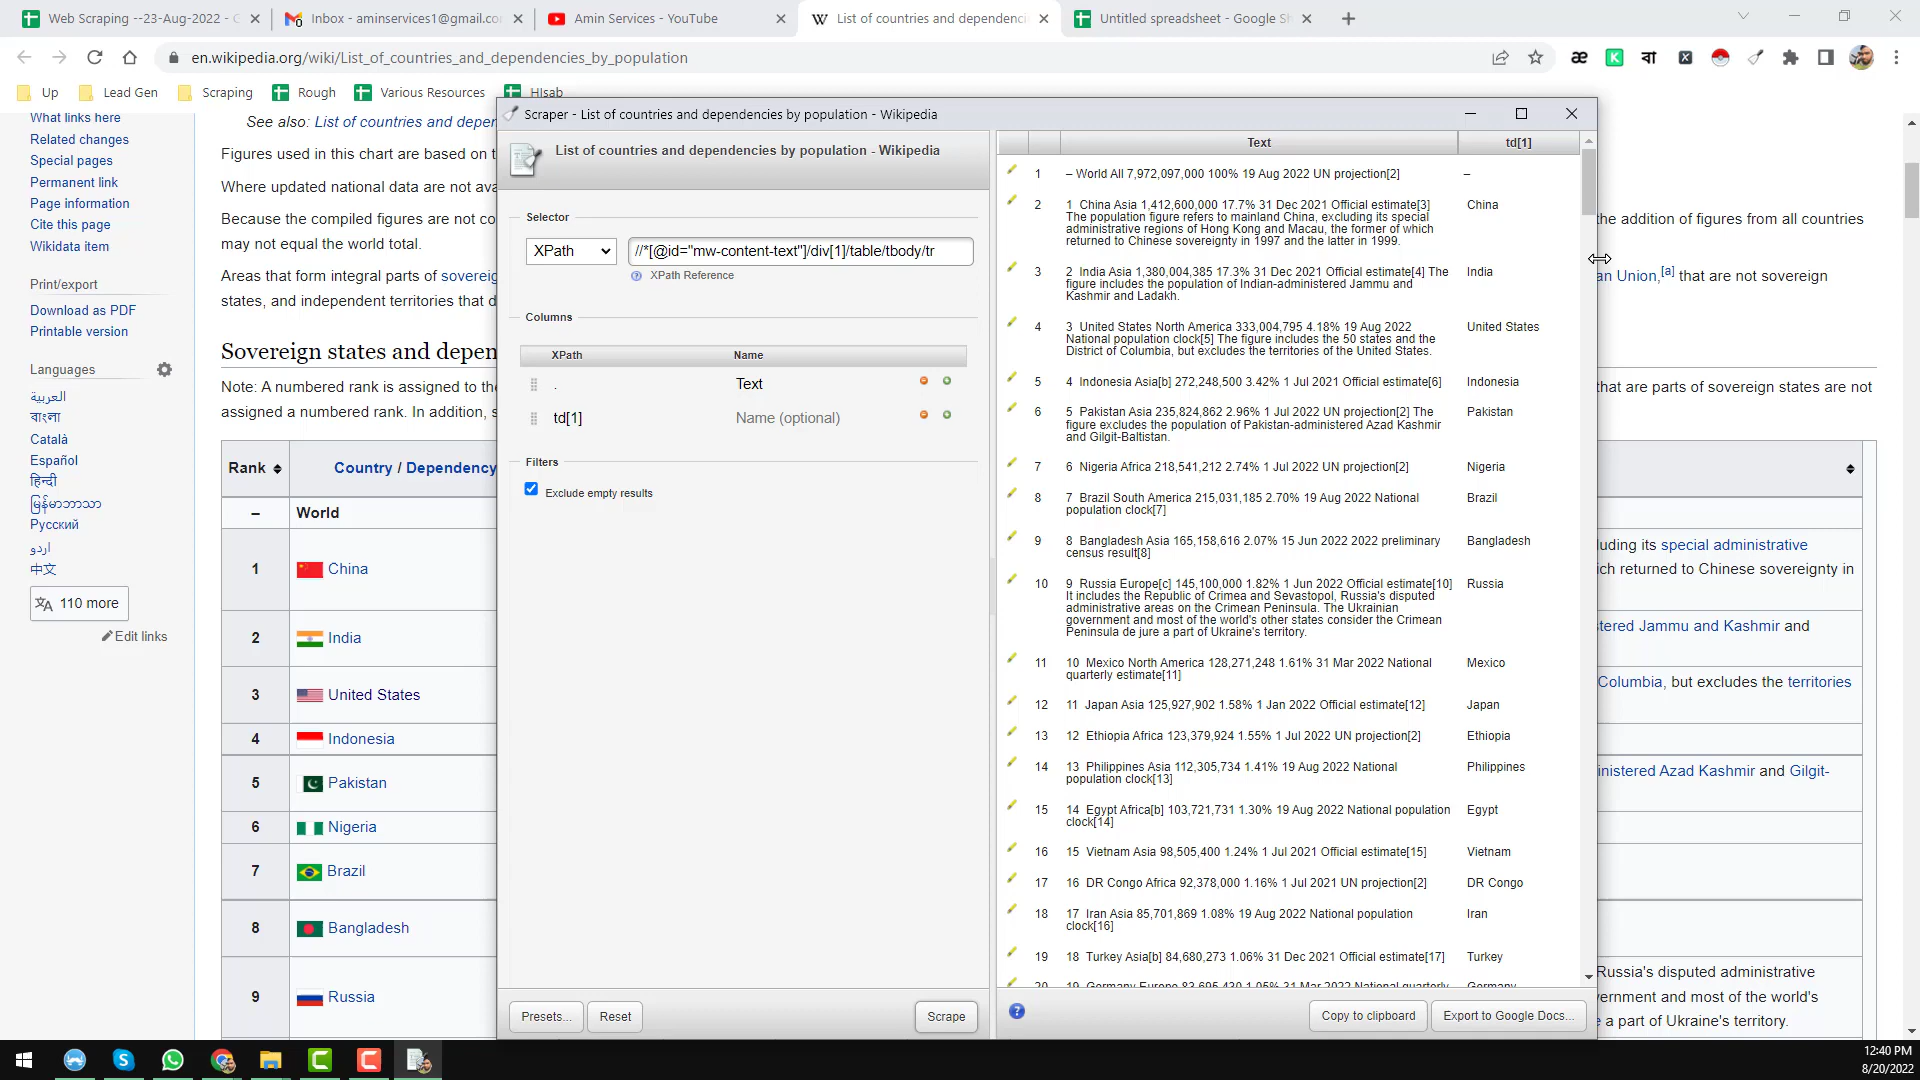 Web Scraping --23-Aug-2022 - G
Inbox - aminservices1@gmail.co
Amin Services - YouTube
List of countries and dependenci
Untitled spreadsheet - Google Sh
en.wikipedia.org/wiki/List_of_countries_and_dependencies_by_population
Up
Lead Gen
Scraping
Rough
Various Resources
HIsab
What links here
Related changes
Special pages
Permanent link
Page information
Cite this page
Wikidata item
Print/export
Download as PDF
Printable version
Languages
العربية
বাংলা
Català
Español
हिन्दी
မြန်မာဘာသာ
Русский
اردو
中文
110 more
Edit links
See also: List of countries and deper
Figures used in this chart are based on t
Where updated national data are not ava
Because the compiled figures are not co
may not equal the world total.
Areas that form integral parts of sovereig
states, and independent territories that d
Sovereign states and depen
Note: A numbered rank is assigned to the
assigned a numbered rank. In addition, s
Rank
Country / Dependency
– World
1 China
2 India
3 United States
4 Indonesia
5 Pakistan
6 Nigeria
7 Brazil
8 Bangladesh
9 Russia
Scraper - List of countries and dependencies by population - Wikipedia
List of countries and dependencies by population - Wikipedia
Selector
XPath
//*[@id="mw-content-text"]/div[1]/table/tbody/tr
XPath Reference
Columns
XPath Name
. Text
td[1] Name (optional)
Filters
Exclude empty results
Presets...
Reset
Scrape
Text td[1]
1 – World All 7,972,097,000 100% 19 Aug 2022 UN projection[2] –
2 1 China Asia 1,412,600,000 17.7% 31 Dec 2021 Official estimate[3] China
The population figure refers to mainland China, excluding its special
administrative regions of Hong Kong and Macau, the former of which
returned to Chinese sovereignty in 1997 and the latter in 1999.
3 2 India Asia 1,380,004,385 17.3% 31 Dec 2021 Official estimate[4] The India
figure includes the population of Indian-administered Jammu and
Kashmir and Ladakh.
4 3 United States North America 333,004,795 4.18% 19 Aug 2022 United States
National population clock[5] The figure includes the 50 states and the
District of Columbia, but excludes the territories of the United States.
5 4 Indonesia Asia[b] 272,248,500 3.42% 1 Jul 2021 Official estimate[6] Indonesia
6 5 Pakistan Asia 235,824,862 2.96% 1 Jul 2022 UN projection[2] The Pakistan
figure excludes the population of Pakistan-administered Azad Kashmir
and Gilgit-Baltistan.
7 6 Nigeria Africa 218,541,212 2.74% 1 Jul 2022 UN projection[2] Nigeria
8 7 Brazil South America 215,031,185 2.70% 19 Aug 2022 National Brazil
population clock[7]
9 8 Bangladesh Asia 165,158,616 2.07% 15 Jun 2022 2022 preliminary Bangladesh
census result[8]
10 9 Russia Europe[c] 145,100,000 1.82% 1 Jun 2022 Official estimate[10] Russia
It includes the Republic of Crimea and Sevastopol, Russia's disputed
administrative areas on the Crimean Peninsula. The Ukrainian
government and most of the world's other states consider the Crimean
Peninsula de jure a part of Ukraine's territory.
11 10 Mexico North America 128,271,248 1.61% 31 Mar 2022 National Mexico
quarterly estimate[11]
12 11 Japan Asia 125,927,902 1.58% 1 Jan 2022 Official estimate[12] Japan
13 12 Ethiopia Africa 123,379,924 1.55% 1 Jul 2022 UN projection[2] Ethiopia
14 13 Philippines Asia 112,305,734 1.41% 19 Aug 2022 National Philippines
population clock[13]
15 14 Egypt Africa[b] 103,721,731 1.30% 19 Aug 2022 National population Egypt
clock[14]
16 15 Vietnam Asia 98,505,400 1.24% 1 Jul 2021 Official estimate[15] Vietnam
17 16 DR Congo Africa 92,378,000 1.16% 1 Jul 2021 UN projection[2] DR Congo
18 17 Iran Asia 85,701,869 1.08% 19 Aug 2022 National population Iran
clock[16]
19 18 Turkey Asia[b] 84,680,273 1.06% 31 Dec 2021 Official estimate[17] Turkey
20 19 Germany Europe 83,695,430 1.05% 31 Mar 2022 National quarterly Germany
Copy to clipboard
Export to Google Docs...
the addition of figures from all countries
an Union,[a] that are not sovereign
that are parts of sovereign states are not
luding its special administrative
ich returned to Chinese sovereignty in
stered Jammu and Kashmir and
Columbia, but excludes the territories
inistered Azad Kashmir and Gilgit-
Russia's disputed administrative
vernment and most of the world's
e a part of Ukraine's territory.
12:40 PM
8/20/2022